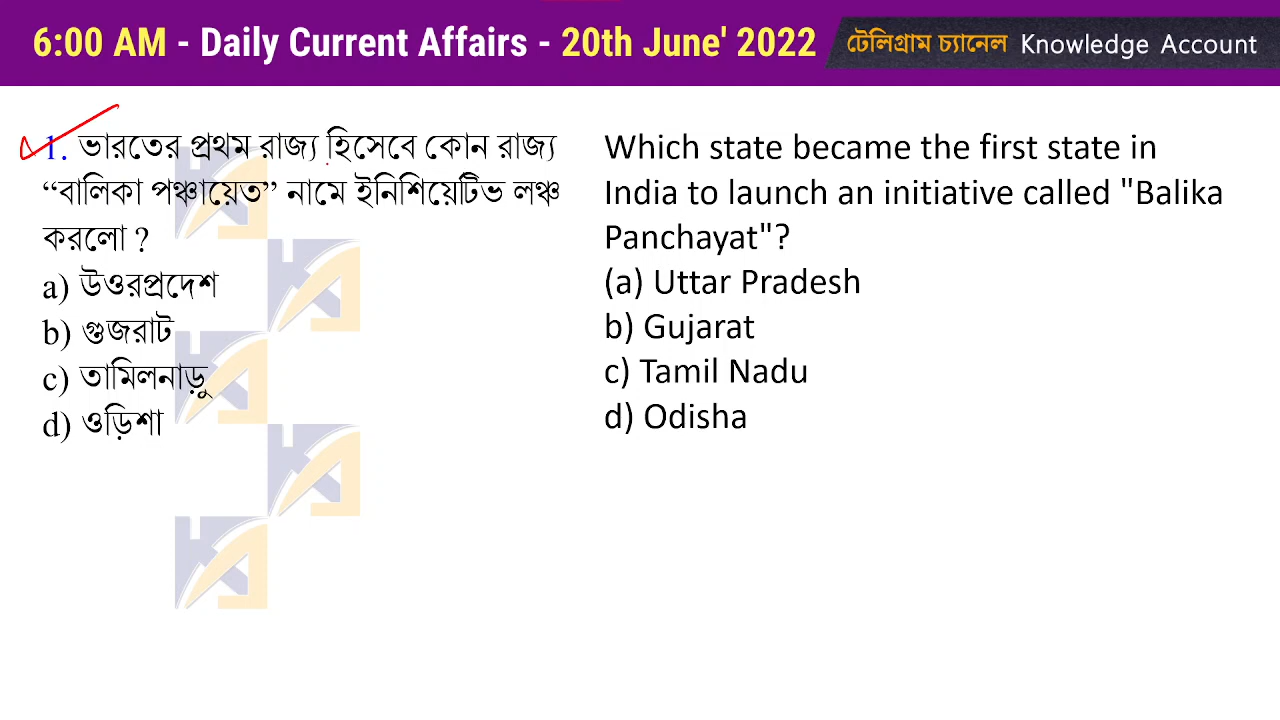 6:00 AM - Daily Current Affairs - 20th June' 2022
টেলিগ্রাম চ্যানেল Knowledge Account
1. ভারতের প্রথম রাজ্য হিসেবে কোন রাজ্য
“বালিকা পঞ্চায়েত” নামে ইনিশিয়েটিভ লঞ্চ
করলো ?
a) উওরপ্রদেশ
b) গুজরাট
c) তামিলনাড়ু
d) ওড়িশা
Which state became the first state in
India to launch an initiative called "Balika
Panchayat"?
(a) Uttar Pradesh
b) Gujarat
c) Tamil Nadu
d) Odisha